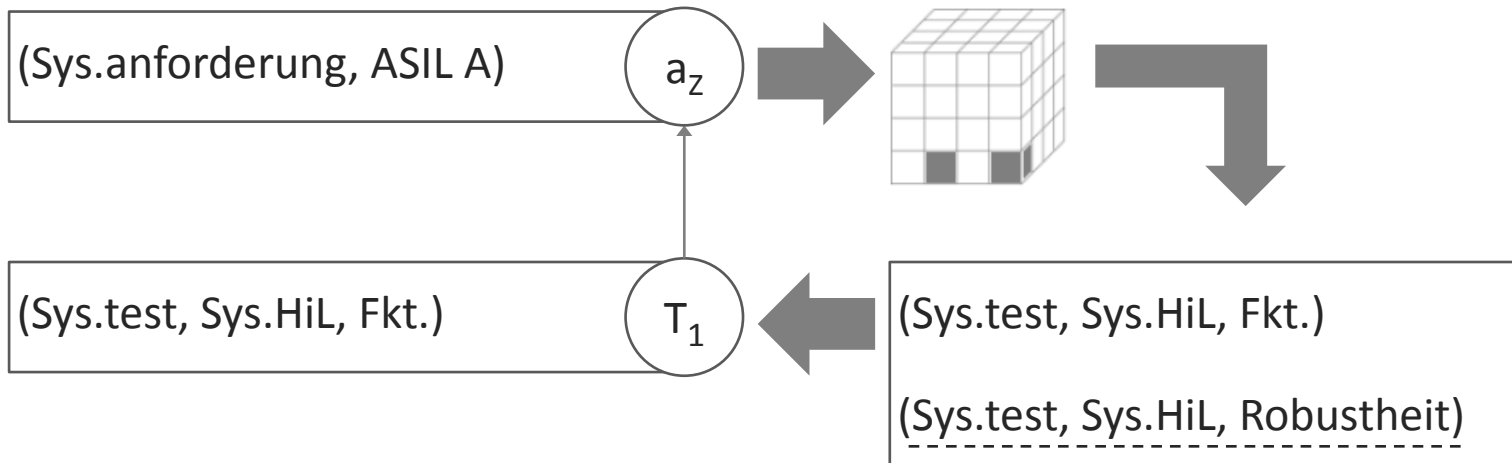 (Sys.anforderung, ASIL A)
a_Z
(Sys.test, Sys.HiL, Fkt.)
T_1
(Sys.test, Sys.HiL, Fkt.)
(Sys.test, Sys.HiL, Robustheit)